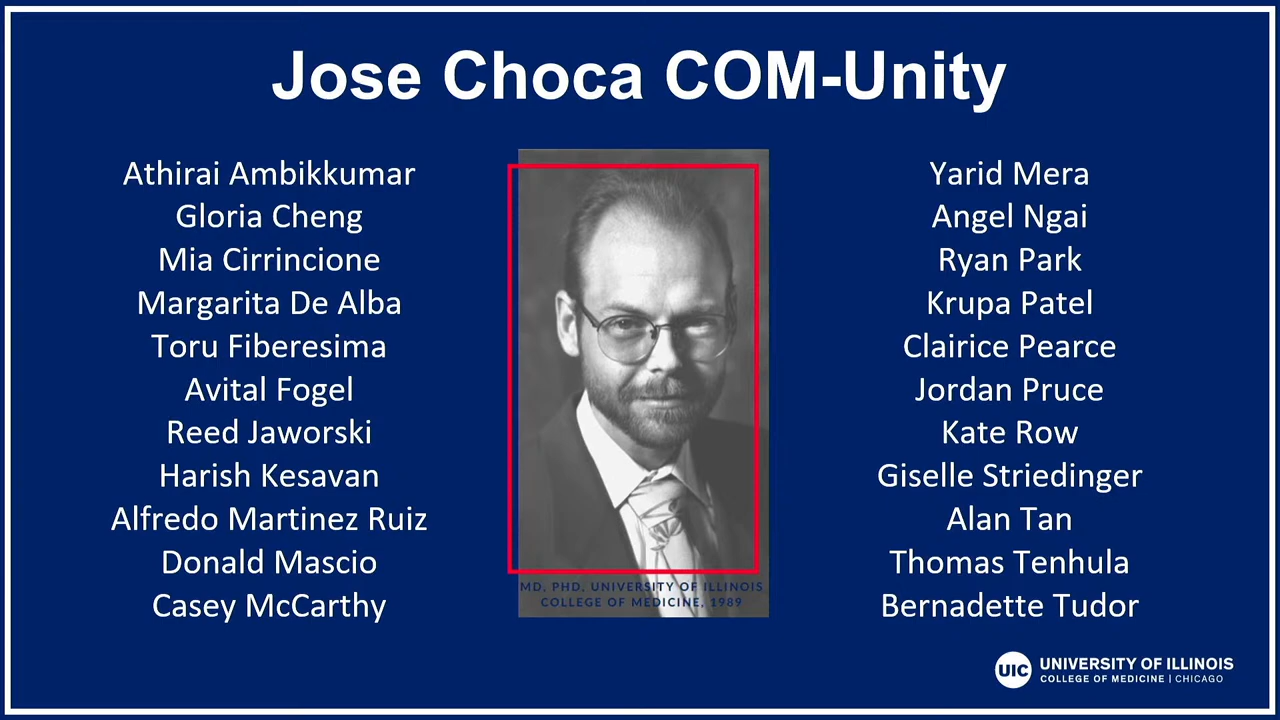 Jose Choca COM-Unity
Athirai Ambikkumar
Gloria Cheng
Mia Cirrincione
Margarita De Alba
Toru Fiberesima
Avital Fogel
Reed Jaworski
Harish Kesavan
Alfredo Martinez Ruiz
Donald Mascio
Casey McCarthy
MD, PHD, UNIVERSITY OF ILLINOIS
COLLEGE OF MEDICINE, 1989
Yarid Mera
Angel Ngai
Ryan Park
Krupa Patel
Clairice Pearce
Jordan Pruce
Kate Row
Giselle Striedinger
Alan Tan
Thomas Tenhula
Bernadette Tudor
UIC
UNIVERSITY OF ILLINOIS
COLLEGE OF MEDICINE | CHICAGO